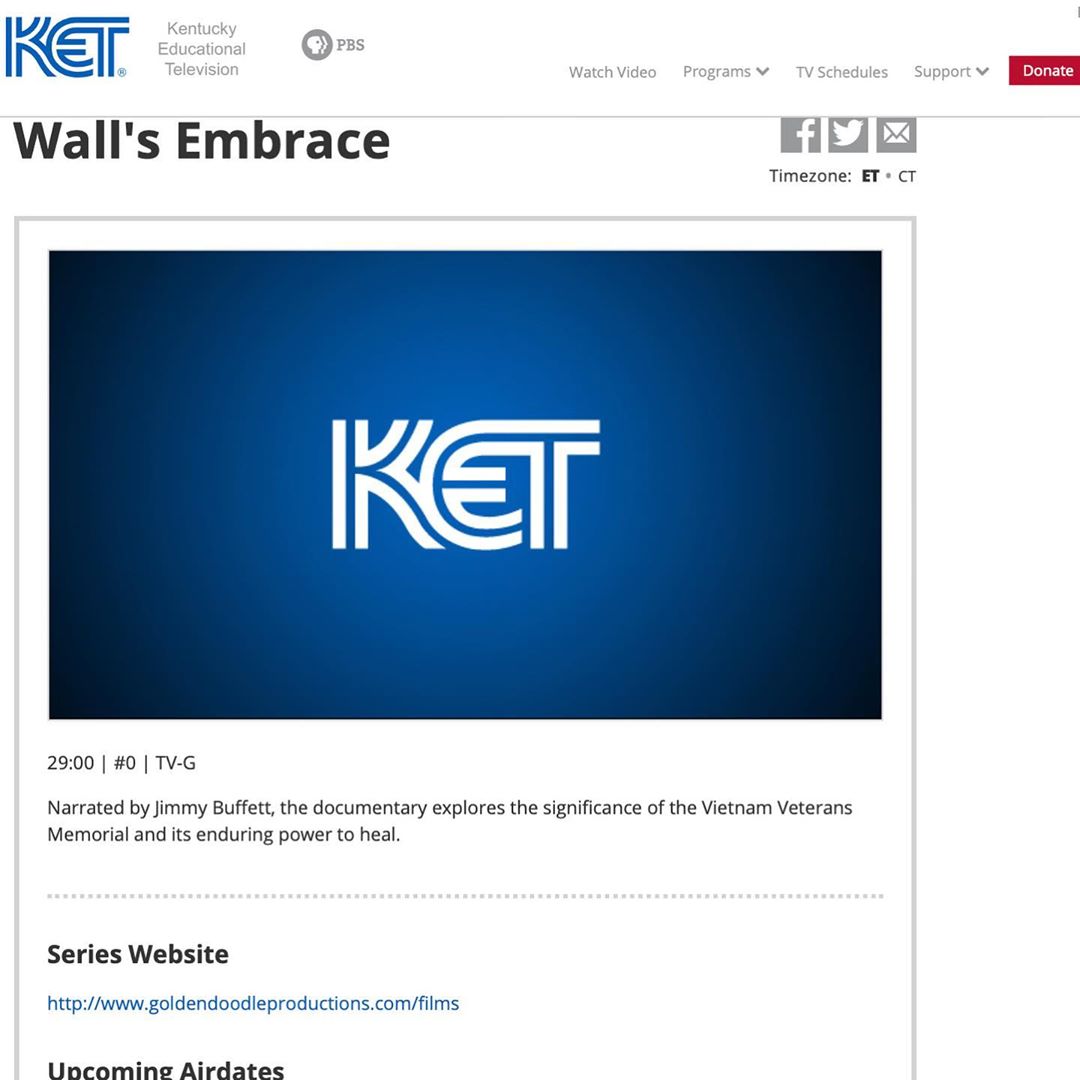 KET®
Kentucky
Educational
Television
PBS
Watch Video Programs TV Schedules Support Donate
Wall's Embrace
Timezone: ET • CT
KET
29:00 | #0 | TV-G
Narrated by Jimmy Buffett, the documentary explores the significance of the Vietnam Veterans
Memorial and its enduring power to heal.
Series Website
http://www.goldendoodleproductions.com/films
Upcoming Airdates